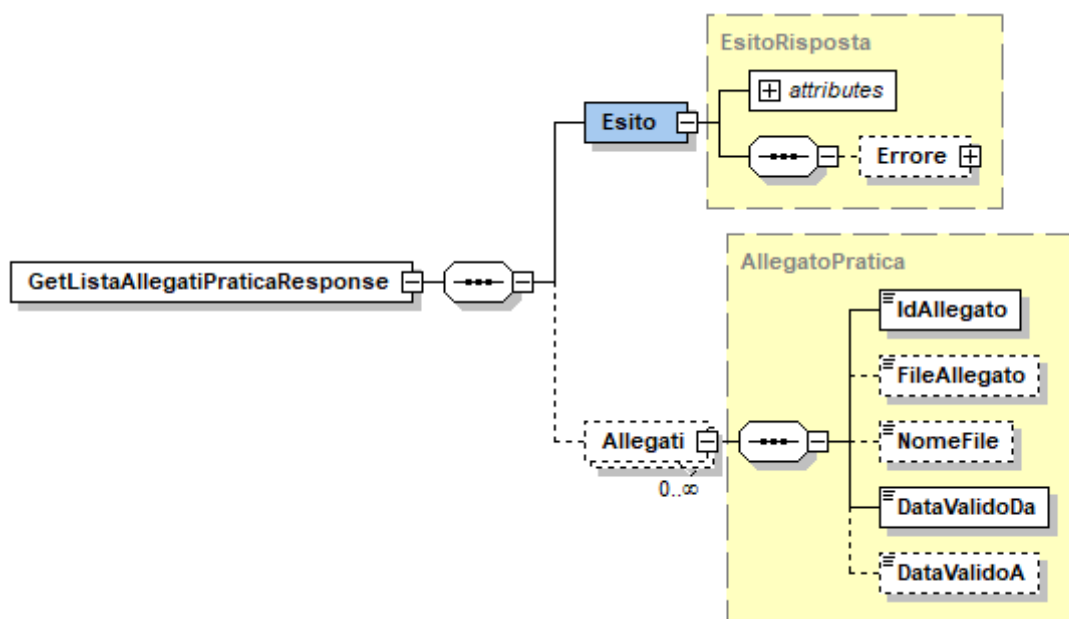 EsitoRisposta
attributes
Esito
Errore
GetListaAllegatiPraticaResponse
AllegatoPratica
IdAllegato
FileAllegato
Allegati
NomeFile
0..∞
DataValidoDa
DataValidoA